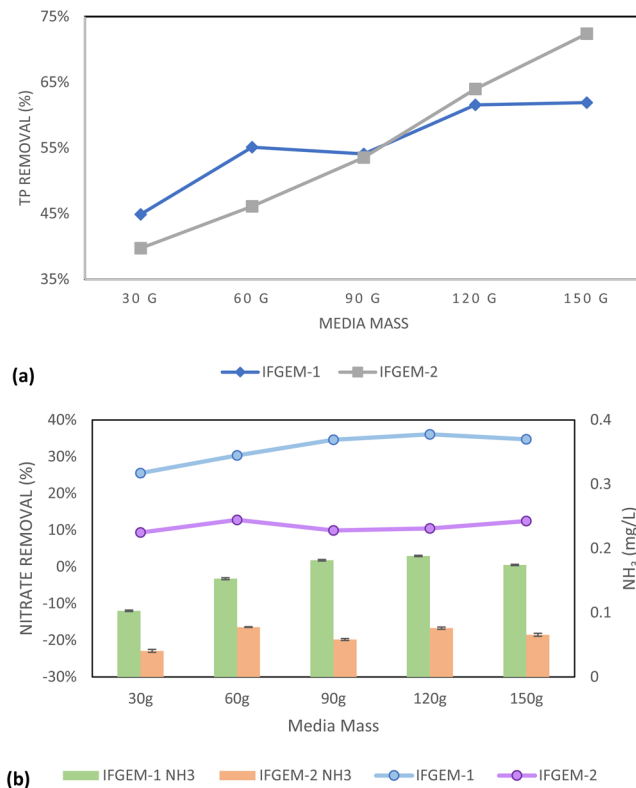 75%
65%
55%
45%
35%
TP REMOVAL (%)
30 G 60 G 90 G 120 G 150 G
MEDIA MASS
(a)
IFGEM-1 IFGEM-2
40%
30%
20%
10%
0%
-10%
-20%
-30%
NITRATE REMOVAL (%)
0.4
0.3
0.2
0.1
0
NH₃ (mg/L)
30g 60g 90g 120g 150g
Media Mass
(b)
IFGEM-1 NH3 IFGEM-2 NH3 IFGEM-1 IFGEM-2